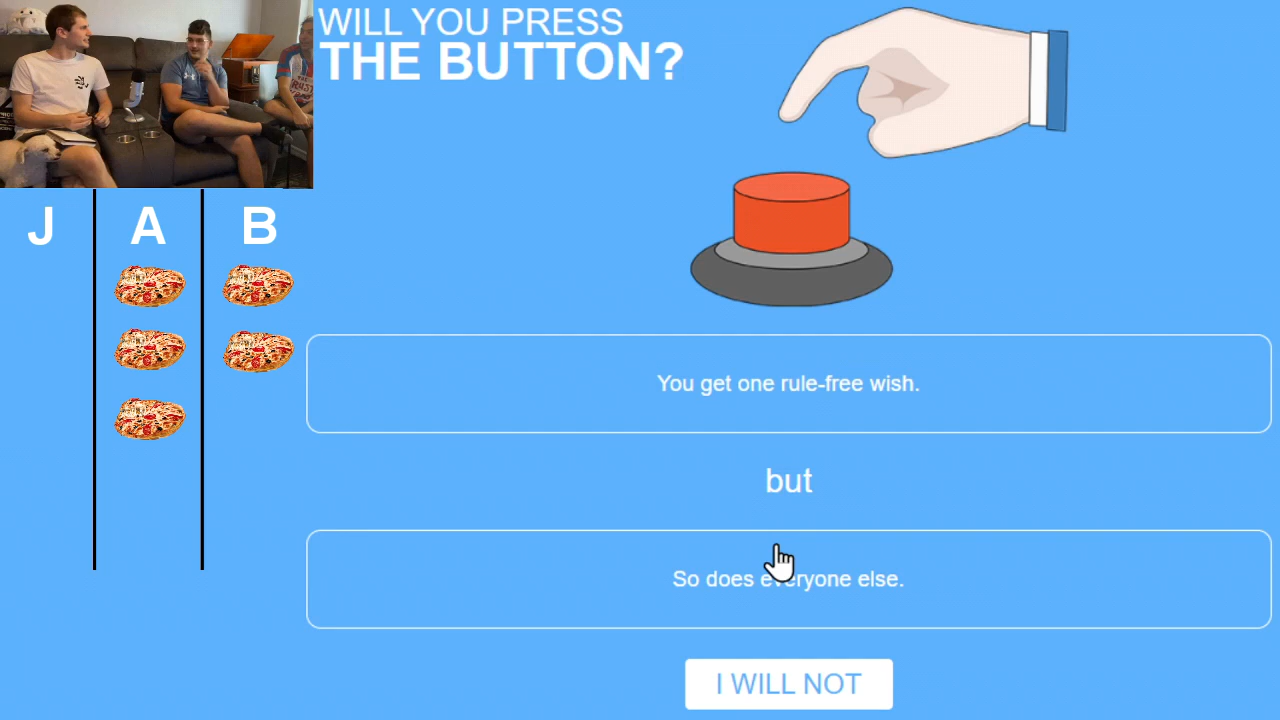 WILL YOU PRESS
THE BUTTON?
J A B
You get one rule-free wish.
but
So does everyone else.
I WILL NOT